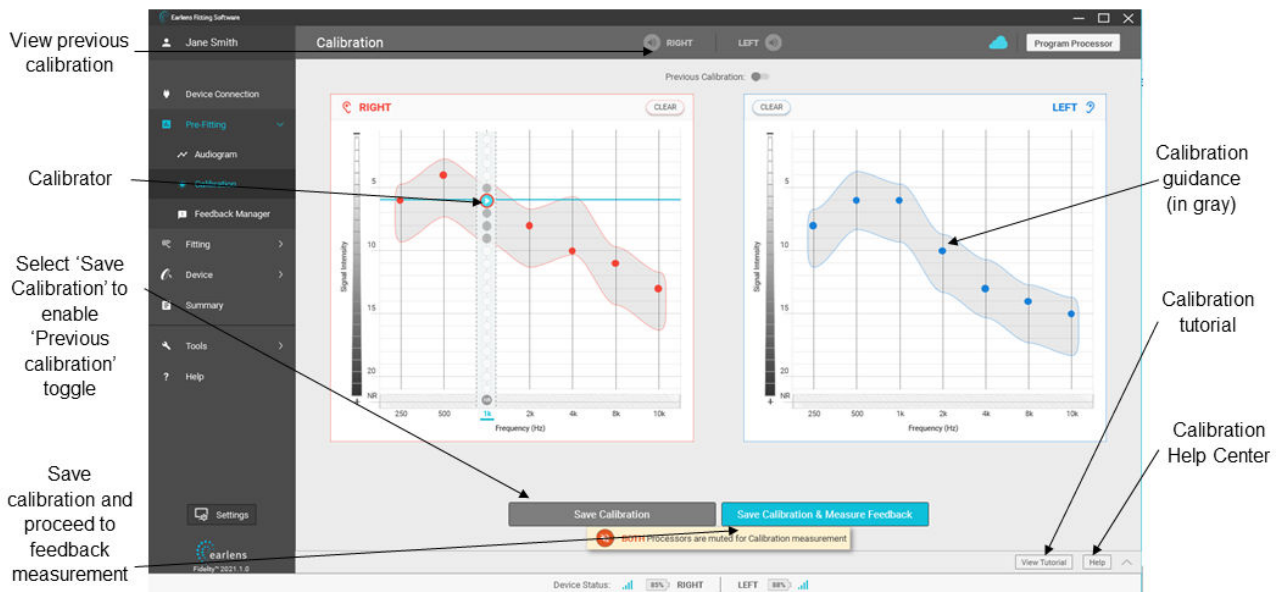 Earlens Fitting Software
Jane Smith
Calibration
RIGHT
LEFT
Program Processor
View previous
calibration
Previous Calibration:
Device Connection
Pre-Fitting
Audiogram
Calibration
Feedback Manager
Fitting
Device
Summary
Tools
? Help
Settings
earlens
Fidelity™ 2021.1.0
Calibrator
Select ‘Save
Calibration’ to
enable
‘Previous
calibration’
toggle
Save
calibration and
proceed to
feedback
measurement
RIGHT
CLEAR
Signal Intensity
5
10
15
20
NR
250 500 1k 2k 4k 8k 10k
Frequency (Hz)
CLEAR
LEFT
Signal Intensity
5
10
15
20
NR
250 500 1K 2k 4k 8k 10k
Frequency (Hz)
Calibration
guidance
(in gray)
Calibration
tutorial
Calibration
Help Center
Save Calibration
Save Calibration & Measure Feedback
BOTH Processors are muted for Calibration measurement
View Tutorial
Help
Device Status: 85% RIGHT LEFT 88%